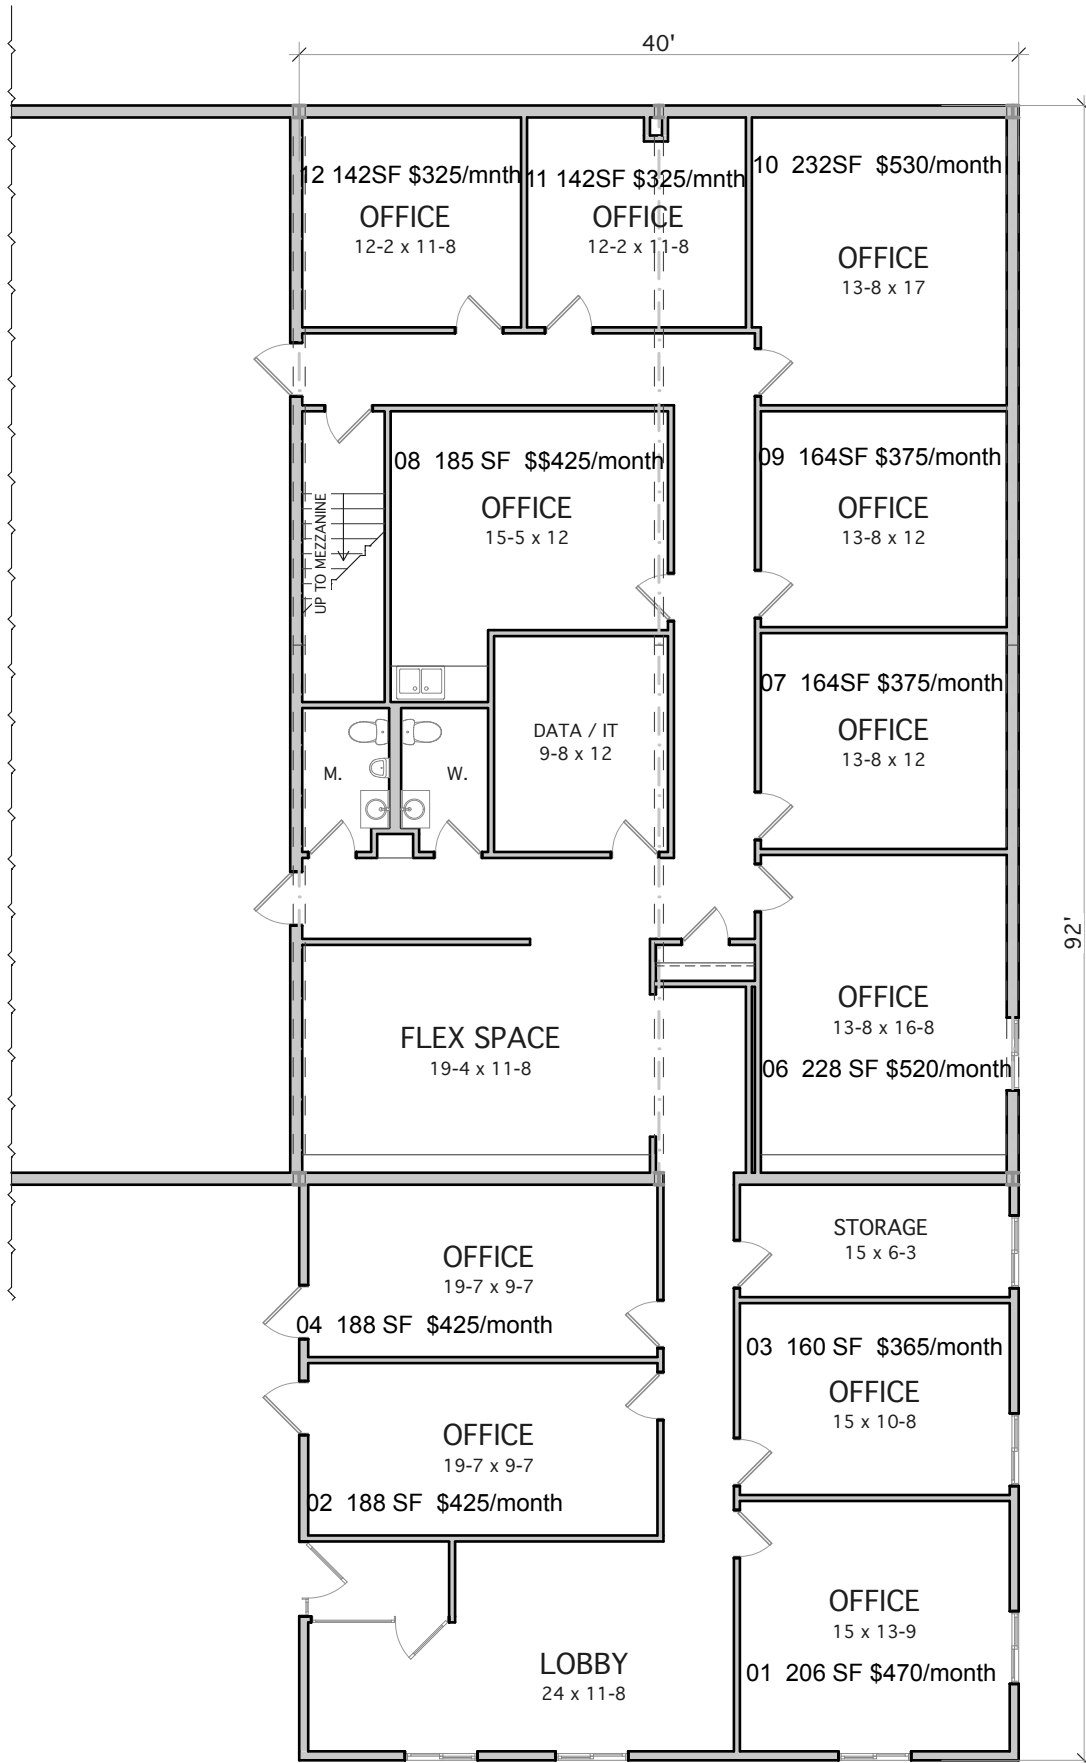 40'
12 142SF $325/mnth
OFFICE
12-2 x 11-8
11 142SF $325/mnth
OFFICE
12-2 x 11-8
10 232SF $530/month
OFFICE
13-8 x 17
08 185 SF $$425/month
OFFICE
15-5 x 12
09 164SF $375/month
OFFICE
13-8 x 12
UP TO MEZZANINE
07 164SF $375/month
OFFICE
13-8 x 12
DATA / IT
9-8 x 12
M.
W.
92'
OFFICE
13-8 x 16-8
06 228 SF $520/month
FLEX SPACE
19-4 x 11-8
STORAGE
15 x 6-3
OFFICE
19-7 x 9-7
04 188 SF $425/month
03 160 SF $365/month
OFFICE
15 x 10-8
OFFICE
19-7 x 9-7
02 188 SF $425/month
OFFICE
15 x 13-9
01 206 SF $470/month
LOBBY
24 x 11-8